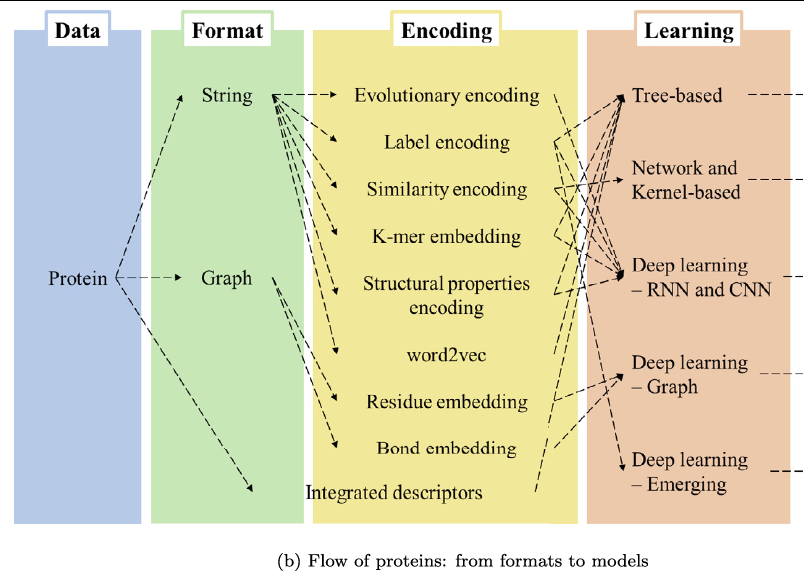 Data
Format
Encoding
Learning
String
Evolutionary encoding
Tree-based
Label encoding
Similarity encoding
Network and
Kernel-based
K-mer embedding
Protein
Graph
Structural properties
encoding
Deep learning
– RNN and CNN
word2vec
Deep learning
– Graph
Residue embedding
Bond embedding
Deep learning
– Emerging
Integrated descriptors
(b) Flow of proteins: from formats to models